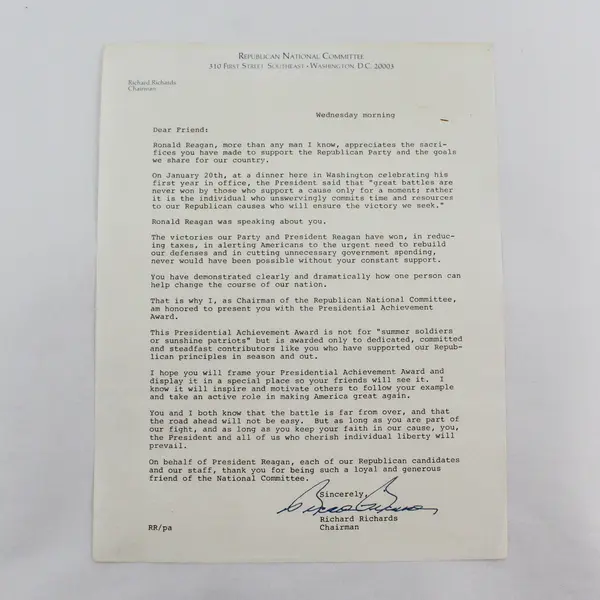 REPUBLICAN NATIONAL COMMITTEE
310 FIRST STREET SOUTHEAST • WASHINGTON, D.C. 20003
Richard Richards
Chairman
Wednesday morning
Dear Friend:
Ronald Reagan, more than any man I know, appreciates the sacri-
fices you have made to support the Republican Party and the goals
we share for our country.
On January 20th, at a dinner here in Washington celebrating his
first year in office, the President said that "great battles are
never won by those who support a cause only for a moment; rather
it is the individual who unswervingly commits time and resources
to our Republican causes who will ensure the victory we seek."
Ronald Reagan was speaking about you.
The victories our Party and President Reagan have won, in reduc-
ing taxes, in alerting Americans to the urgent need to rebuild
our defenses and in cutting unnecessary government spending,
never would have been possible without your constant support.
You have demonstrated clearly and dramatically how one person can
help change the course of our nation.
That is why I, as Chairman of the Republican National Committee,
am honored to present you with the Presidential Achievement
Award.
This Presidential Achievement Award is not for "summer soldiers
or sunshine patriots" but is awarded only to dedicated, committed
and steadfast contributors like you who have supported our Repub-
lican principles in season and out.
I hope you will frame your Presidential Achievement Award and
display it in a special place so your friends will see it. I
know it will inspire and motivate others to follow your example
and take an active role in making America great again.
You and I both know that the battle is far from over, and that
the road ahead will not be easy. But as long as you are part of
our fight, and as long as you keep your faith in our cause, you,
the President and all of us who cherish individual liberty will
prevail.
On behalf of President Reagan, each of our Republican candidates
and our staff, thank you for being such a loyal and generous
friend of the National Committee.
Sincerely,
Richard Richards
Chairman
RR/pa